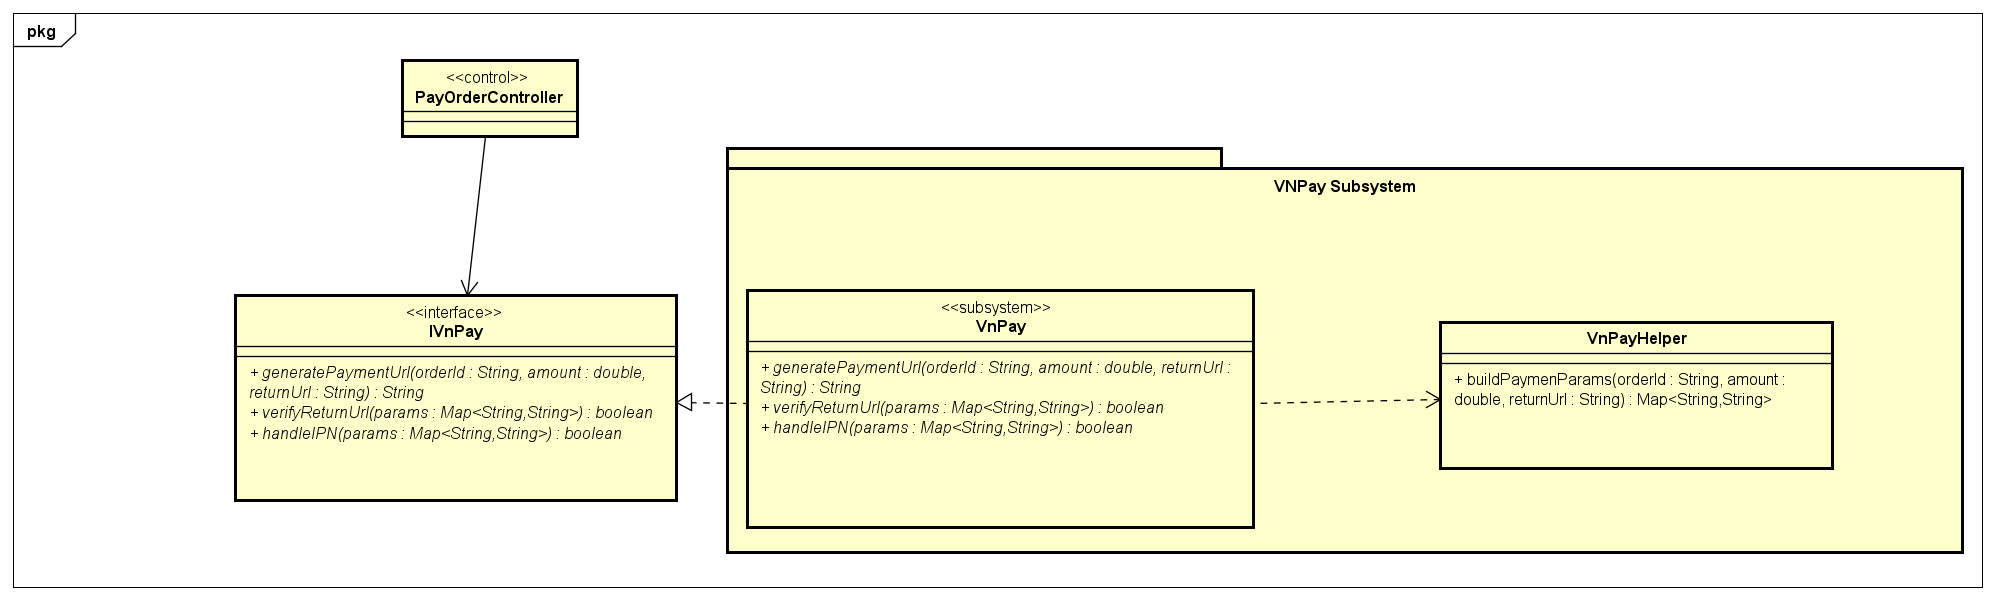 pkg
<<control>>
PayOrderController
VNPay Subsystem
<<interface>>
IVnPay
+ generatePaymentUrl(orderId : String, amount : double,
returnUrl : String) : String
+ verifyReturnUrl(params : Map<String,String>) : boolean
+ handleIPN(params : Map<String,String>) : boolean
<<subsystem>>
VnPay
+ generatePaymentUrl(orderId : String, amount : double, returnUrl :
String) : String
+ verifyReturnUrl(params : Map<String,String>) : boolean
+ handleIPN(params : Map<String,String>) : boolean
VnPayHelper
+ buildPaymenParams(orderId : String, amount :
double, returnUrl : String) : Map<String,String>